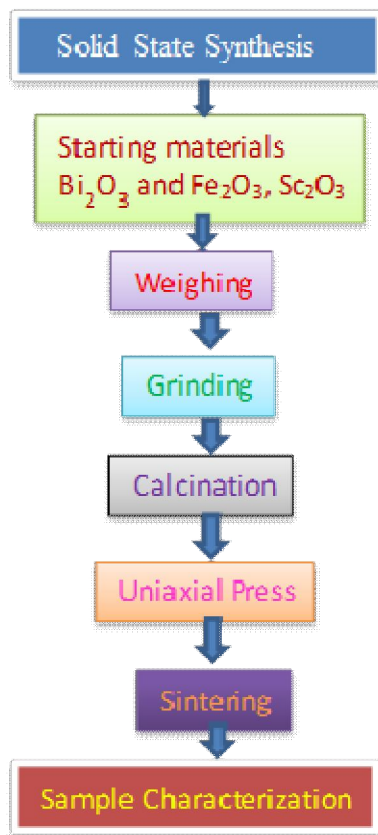 Solid State Synthesis
Starting materials
Bi₂O₃ and Fe₂O₃, Sc₂O₃
Weighing
Grinding
Calcination
Uniaxial Press
Sintering
Sample Characterization